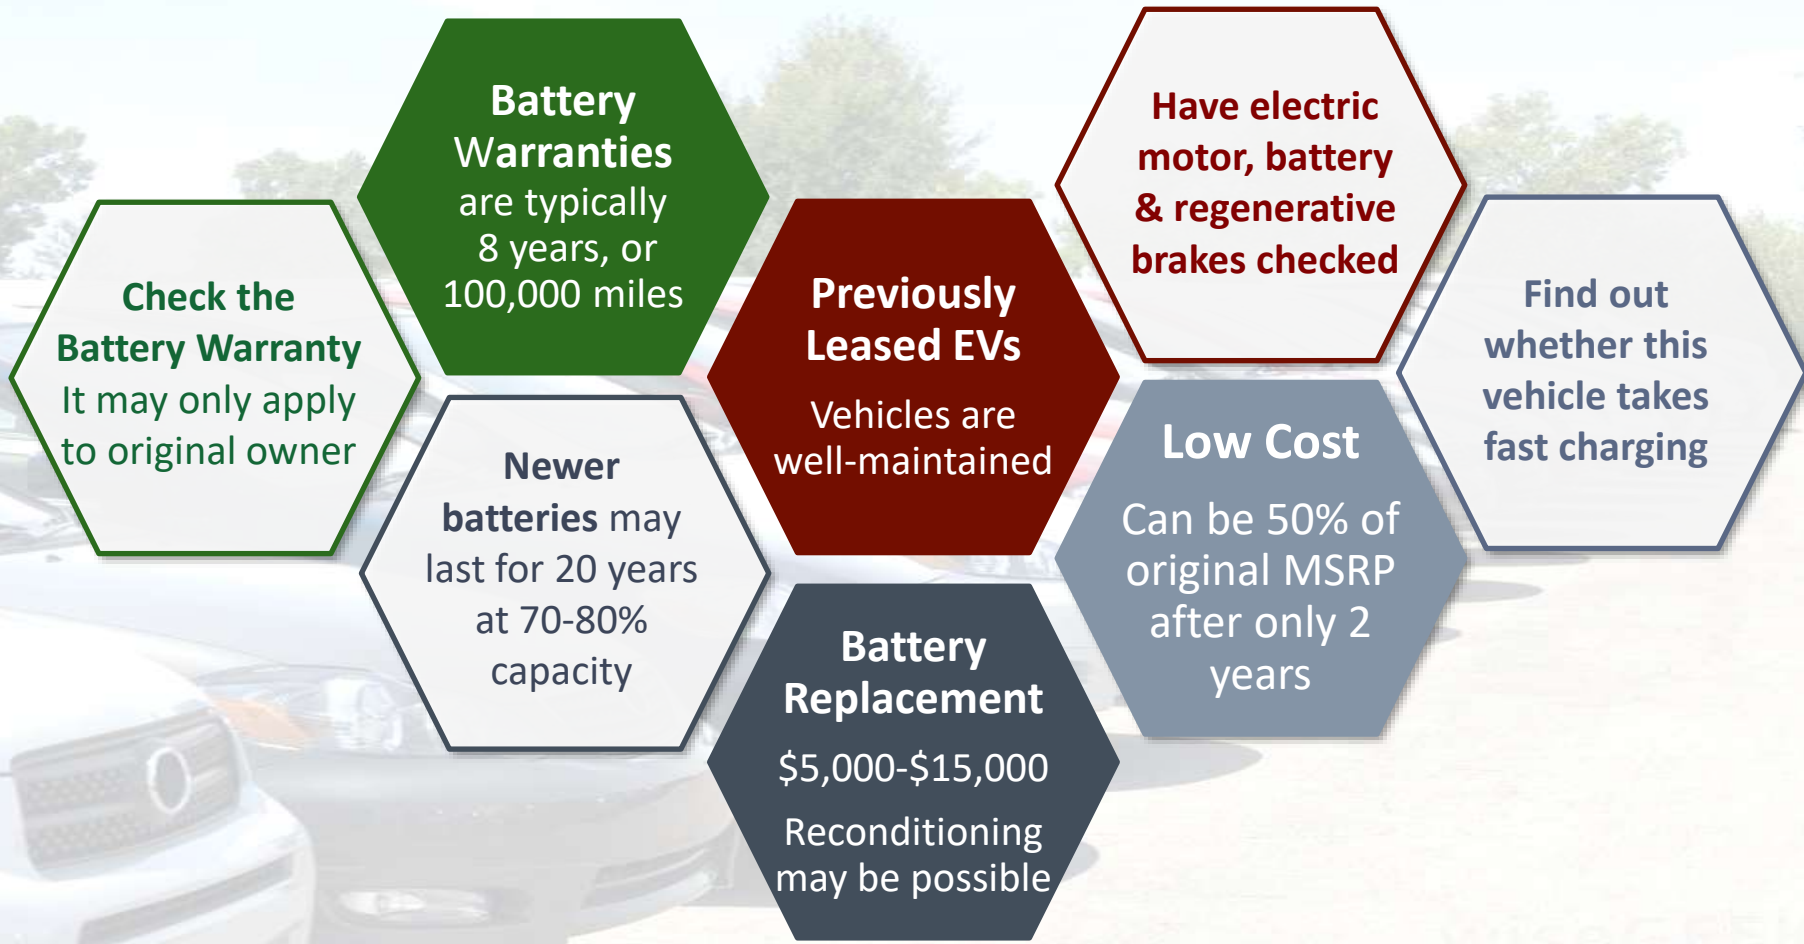 Check the
Battery Warranty
It may only apply
to original owner
Battery
Warranties
are typically
8 years, or
100,000 miles
Newer
batteries may
last for 20 years
at 70-80%
capacity
Previously
Leased EVs
Vehicles are
well-maintained
Battery
Replacement
$5,000-$15,000
Reconditioning
may be possible
Have electric
motor, battery
& regenerative
brakes checked
Low Cost
Can be 50% of
original MSRP
after only 2
years
Find out
whether this
vehicle takes
fast charging